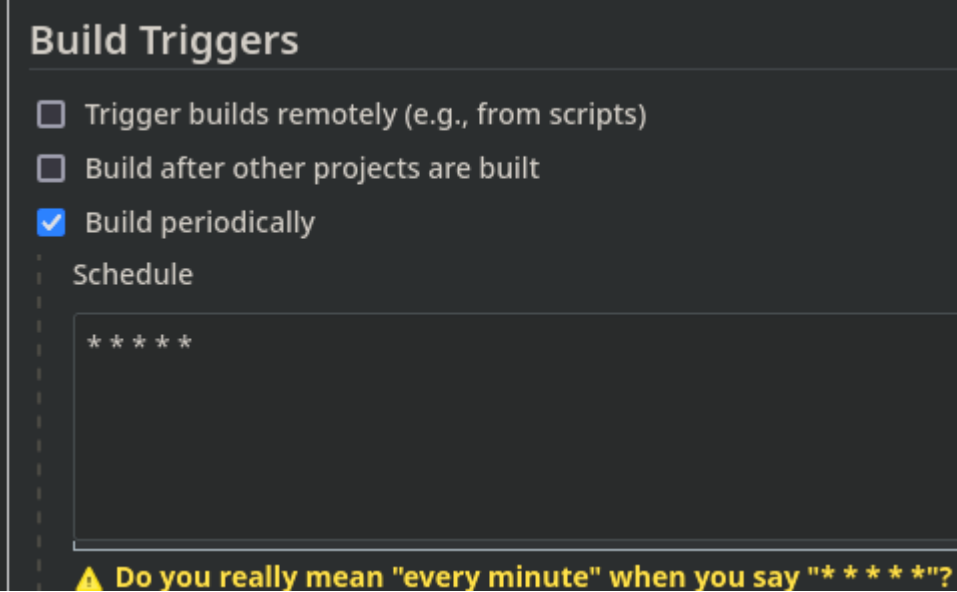 Build Triggers
Trigger builds remotely (e.g., from scripts)
Build after other projects are built
Build periodically
Schedule
* * * * *
Do you really mean "every minute" when you say "* * * * *"?